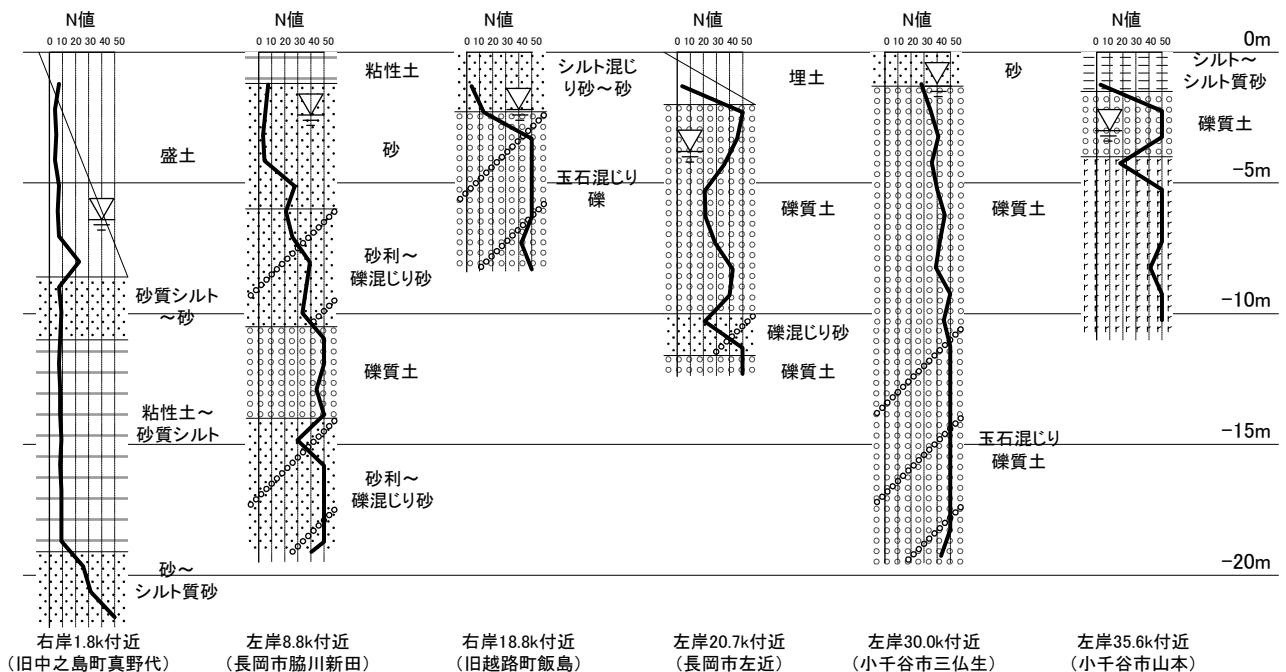 N値 N値 N値 N値 N値 N値
0 10 20 30 40 50 0 10 20 30 40 50 0 10 20 30 40 50 0 10 20 30 40 50 0 10 20 30 40 50 0 10 20 30 40 50
0m
-5m
-10m
-15m
-20m
盛土
砂質シルト
~砂
粘性土~
砂質シルト
砂~
シルト質砂
右岸1.8k付近
(旧中之島町真野代)
粘性土
砂
砂利~
礫混じり砂
礫質土
砂利~
礫混じり砂
左岸8.8k付近
(長岡市脇川新田)
シルト混じ
り砂~砂
玉石混じり
礫
右岸18.8k付近
(旧越路町飯島)
埋土
礫質土
礫混じり砂
礫質土
左岸20.7k付近
(長岡市左近)
砂
礫質土
玉石混じり
礫質土
左岸30.0k付近
(小千谷市三仏生)
シルト~
シルト質砂
礫質土
左岸35.6k付近
(小千谷市山本)